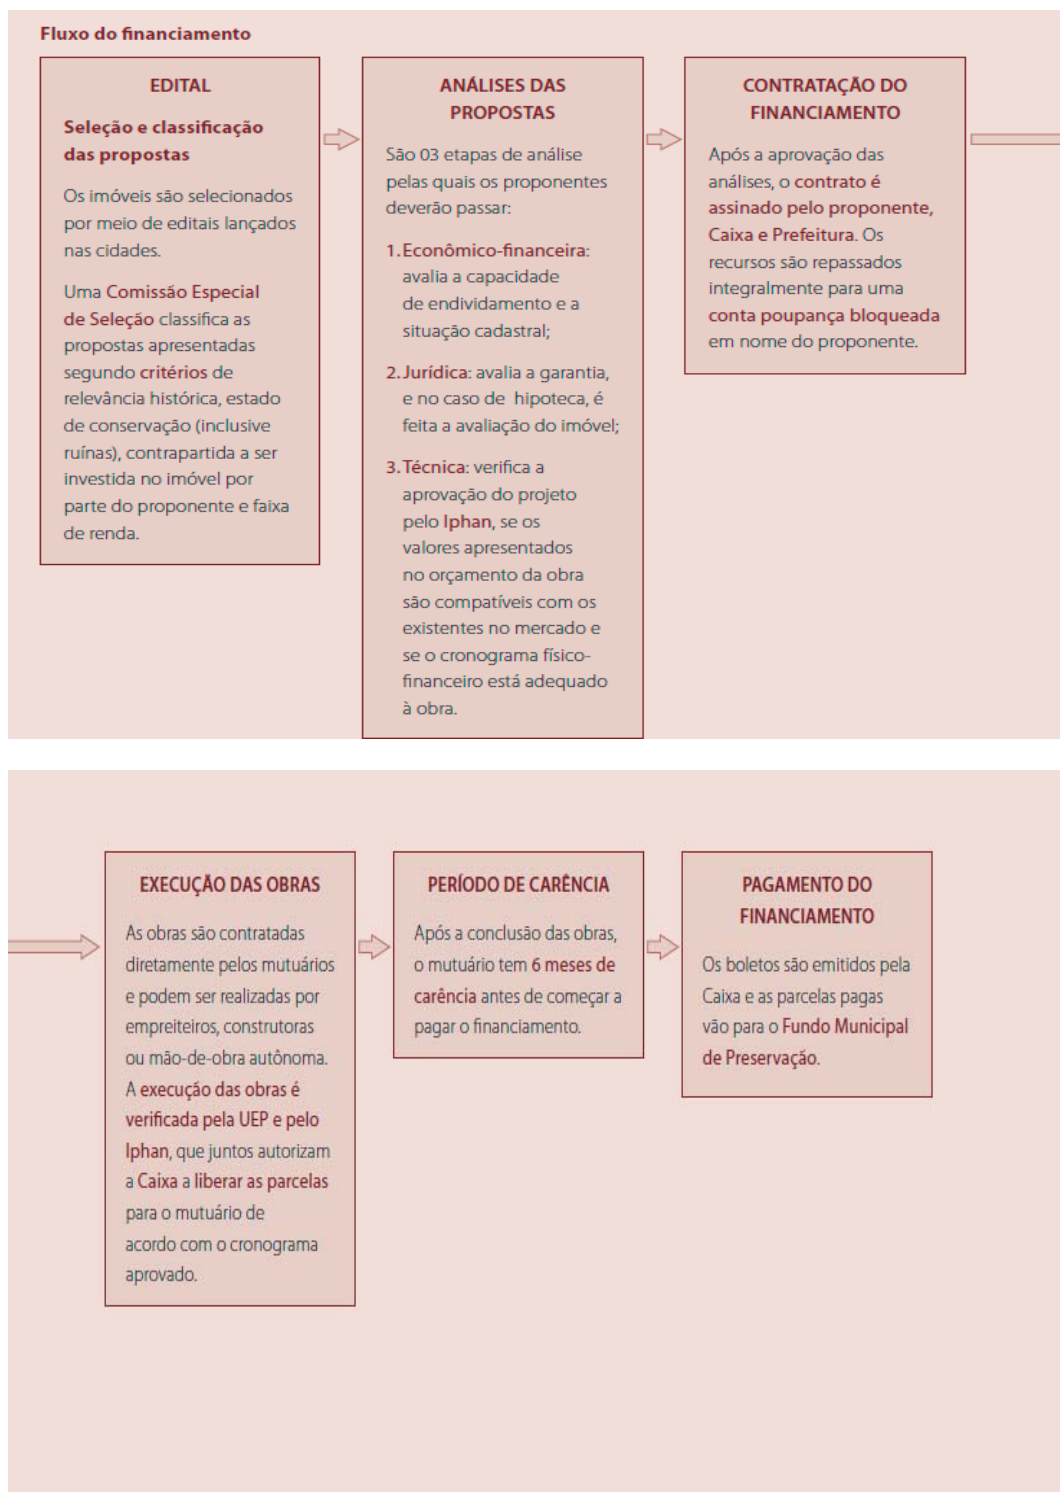 Fluxo do financiamento
EDITAL
Seleção e classificação
das propostas
Os imóveis são selecionados
por meio de editais lançados
nas cidades.
Uma Comissão Especial
de Seleção classifica as
propostas apresentadas
segundo critérios de
relevância histórica, estado
de conservação (inclusive
ruínas), contrapartida a ser
investida no imóvel por
parte do proponente e faixa
de renda.
ANÁLISES DAS
PROPOSTAS
São 03 etapas de análise
pelas quais os proponentes
deverão passar:
1. Econômico-financeira:
avalia a capacidade
de endividamento e a
situação cadastral;
2. Jurídica: avalia a garantia,
e no caso de hipoteca, é
feita a avaliação do imóvel;
3. Técnica: verifica a
aprovação do projeto
pelo Iphan, se os
valores apresentados
no orçamento da obra
são compatíveis com os
existentes no mercado e
se o cronograma físico-
financeiro está adequado
à obra.
CONTRATAÇÃO DO
FINANCIAMENTO
Após a aprovação das
análises, o contrato é
assinado pelo proponente,
Caixa e Prefeitura. Os
recursos são repassados
integralmente para uma
conta poupança bloqueada
em nome do proponente.
EXECUÇÃO DAS OBRAS
As obras são contratadas
diretamente pelos mutuários
e podem ser realizadas por
empreiteiros, construtoras
ou mão-de-obra autônoma.
A execução das obras é
verificada pela UEP e pelo
Iphan, que juntos autorizam
a Caixa a liberar as parcelas
para o mutuário de
acordo com o cronograma
aprovado.
PERÍODO DE CARÊNCIA
Após a conclusão das obras,
o mutuário tem 6 meses de
carência antes de começar a
pagar o financiamento.
PAGAMENTO DO
FINANCIAMENTO
Os boletos são emitidos pela
Caixa e as parcelas pagas
vão para o Fundo Municipal
de Preservação.